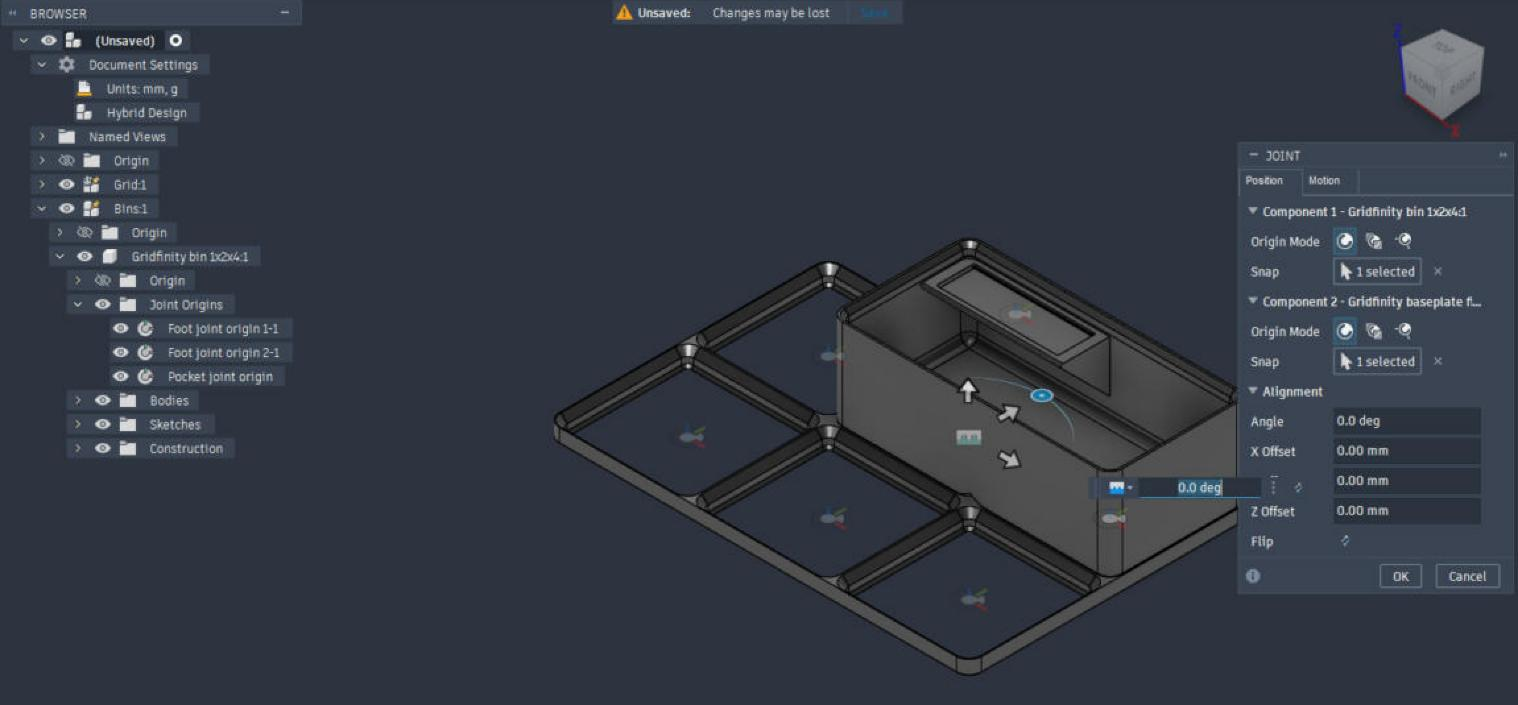 BROWSER
Unsaved: Changes may be lost Save
(Unsaved)
Document Settings
Units: mm, g
Hybrid Design
Named Views
Origin
Grid:1
Bins:1
Origin
Gridfinity bin 1x2x4:1
Origin
Joint Origins
Foot joint origin 1-1
Foot joint origin 2-1
Pocket joint origin
Bodies
Sketches
Construction
Z
TOP
FRONT
RIGHT
X
JOINT
Position Motion
Component 1 - Gridfinity bin 1x2x4:1
Origin Mode
Snap 1 selected
Component 2 - Gridfinity baseplate fl...
Origin Mode
Snap 1 selected
Alignment
Angle 0.0 deg
X Offset 0.00 mm
0.0 deg
0.00 mm
Z Offset 0.00 mm
Flip
OK Cancel